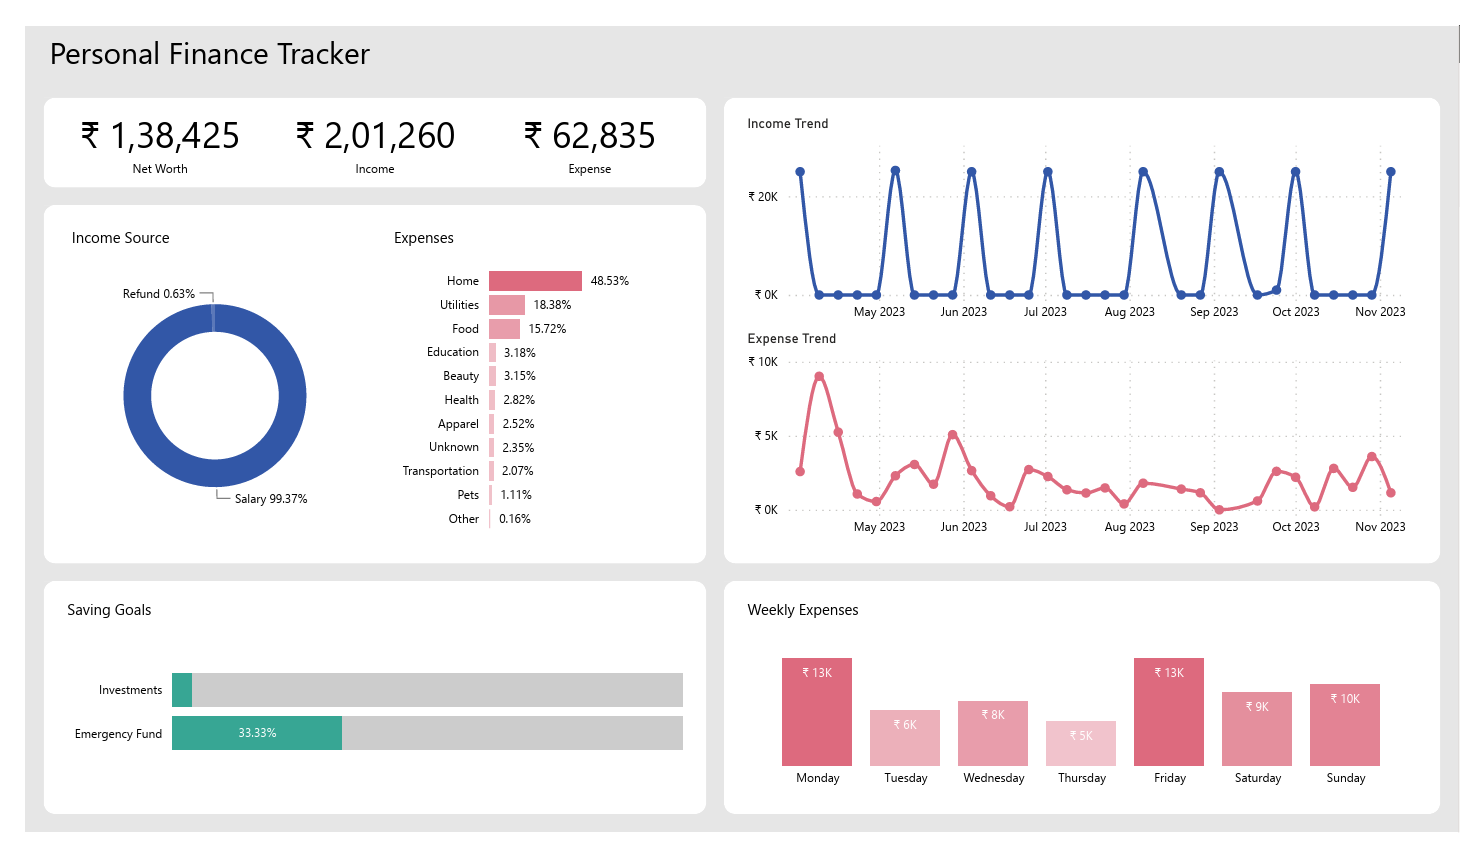 Personal Finance Tracker
₹ 1,38,425
Net Worth
₹ 2,01,260
Income
₹ 62,835
Expense
Income Source
Refund 0.63%
Salary 99.37%
Expenses
Home 48.53%
Utilities 18.38%
Food 15.72%
Education 3.18%
Beauty 3.15%
Health 2.82%
Apparel 2.52%
Unknown 2.35%
Transportation 2.07%
Pets 1.11%
Other 0.16%
Income Trend
₹ 20K
₹ 0K
May 2023 Jun 2023 Jul 2023 Aug 2023 Sep 2023 Oct 2023 Nov 2023
Expense Trend
₹ 10K
₹ 5K
₹ 0K
May 2023 Jun 2023 Jul 2023 Aug 2023 Sep 2023 Oct 2023 Nov 2023
Saving Goals
Investments
Emergency Fund 33.33%
Weekly Expenses
₹ 13K ₹ 6K ₹ 8K ₹ 5K ₹ 13K ₹ 9K ₹ 10K
Monday Tuesday Wednesday Thursday Friday Saturday Sunday